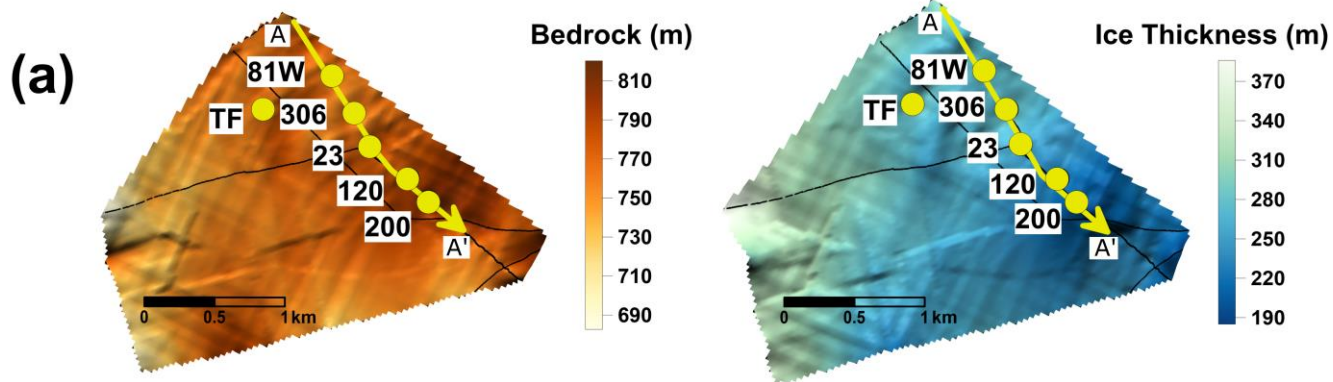 (a)
Bedrock (m)
810
790
770
750
730
710
690
A
81W
TF
306
23
120
200
A'
0
0.5
1 km
Ice Thickness (m)
370
340
310
280
250
220
190
A
81W
TF
306
23
120
200
A'
0
0.5
1 km